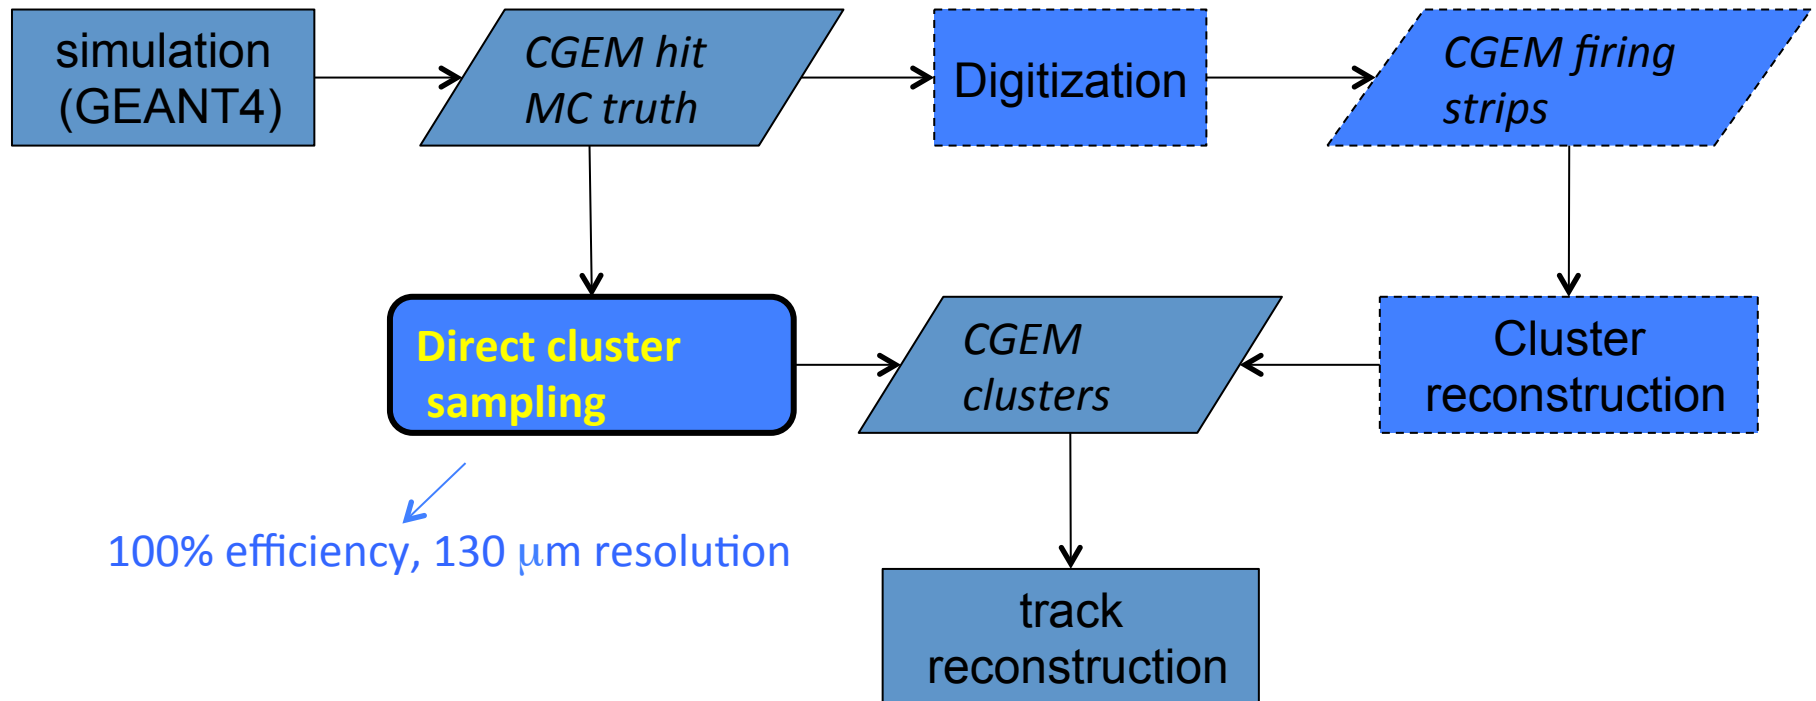 simulation
(GEANT4)
CGEM hit
MC truth
Digitization
CGEM firing
strips
Direct cluster
sampling
CGEM
clusters
Cluster
reconstruction
100% efficiency, 130 μm resolution
track
reconstruction